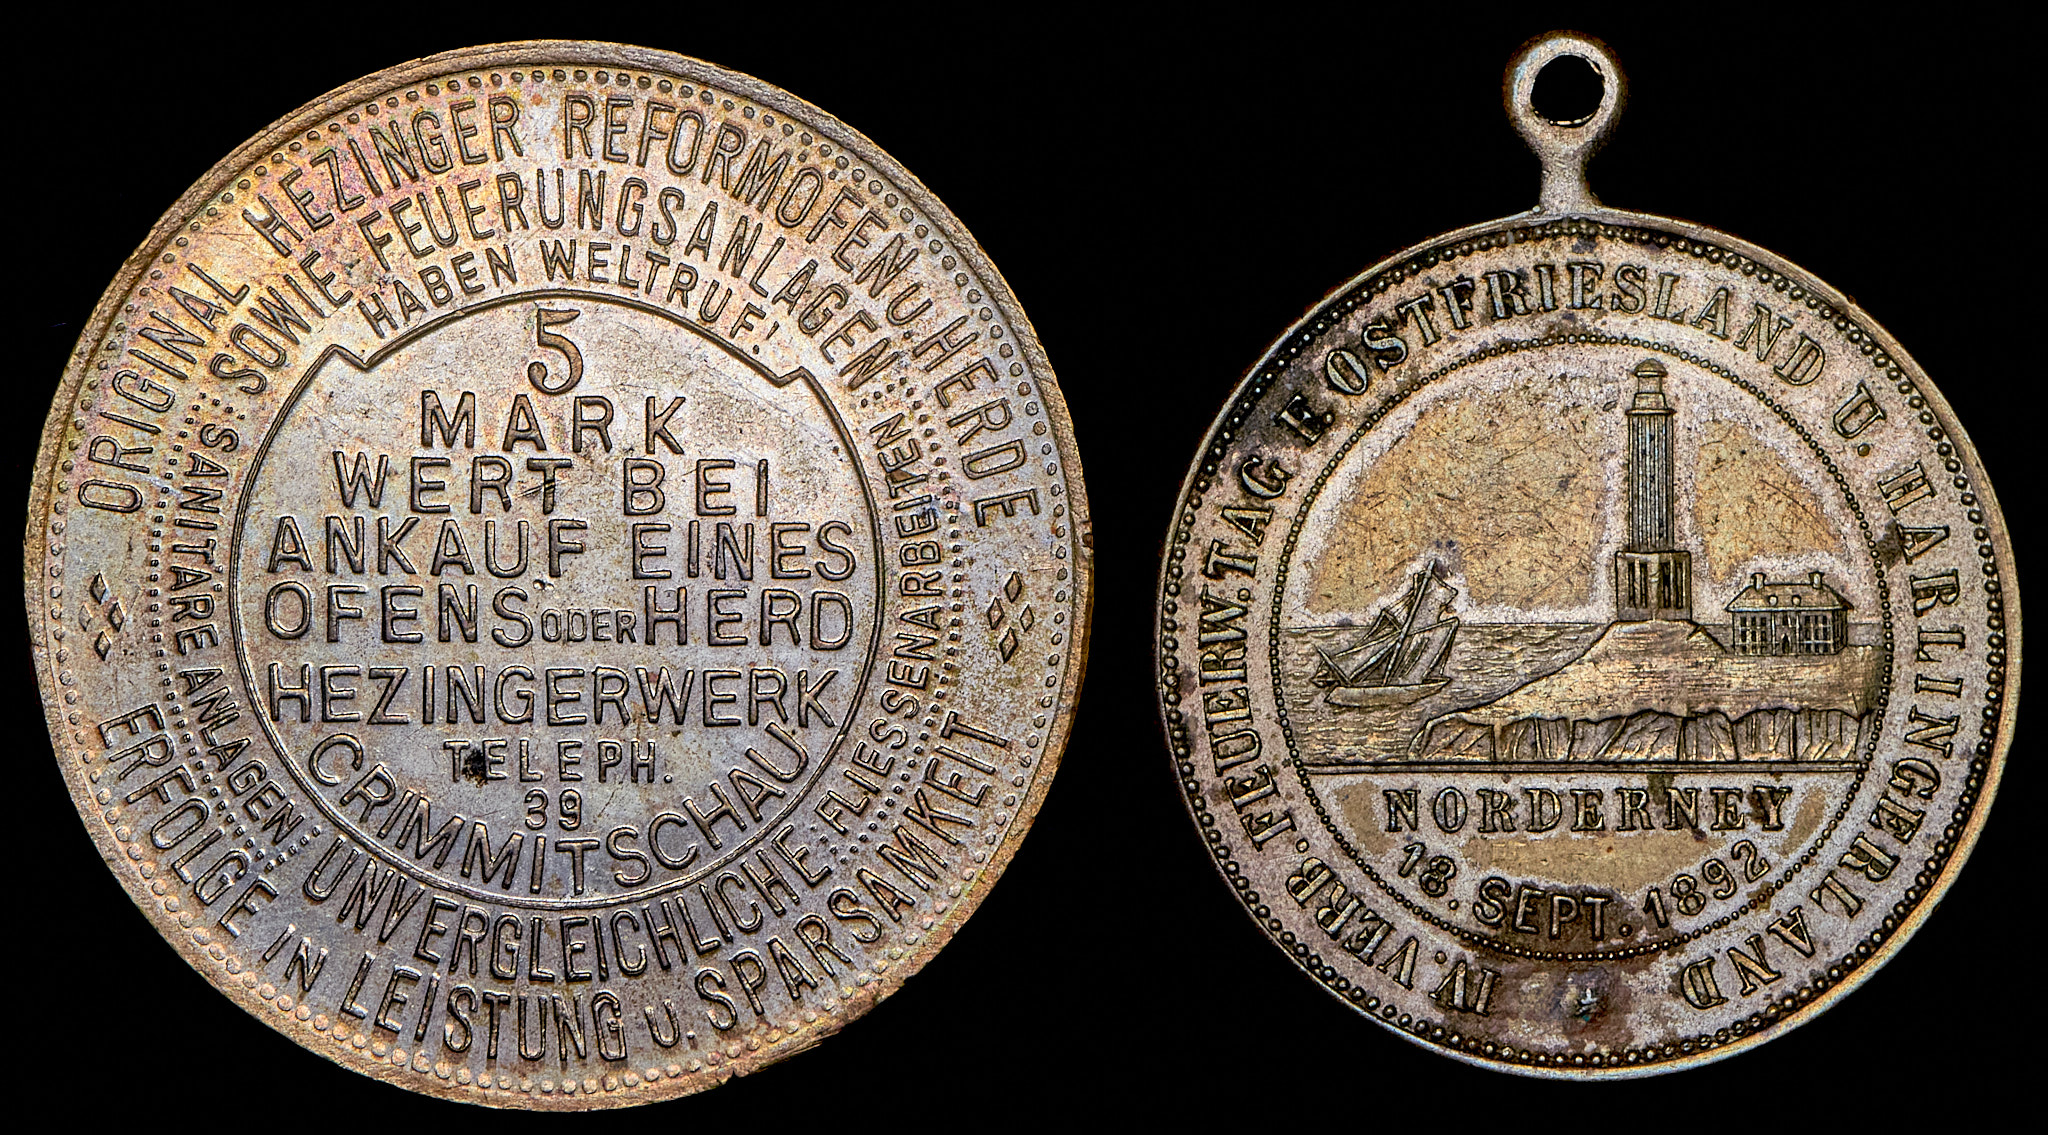 ORIGINAL HEZINGER REFORMÖFEN U. HERDE
SOWIE FEUERUNGSANLAGEN
HABEN WELTRUF!
SANITÄRE ANLAGEN
FLIESSENARBEITEN
5
MARK
WERT BEI
ANKAUF EINES
OFENS ODER HERD
HEZINGERWERK
TELEPH.
39
CRIMMITSCHAU
UNVERGLEICHLICHE
ERFOLGE IN LEISTUNG U. SPARSAMKEIT
IV. VERB. FEUERW. TAG F. OSTFRIESLAND U. HARLINGERLAND
NORDERNEY
18. SEPT. 1892